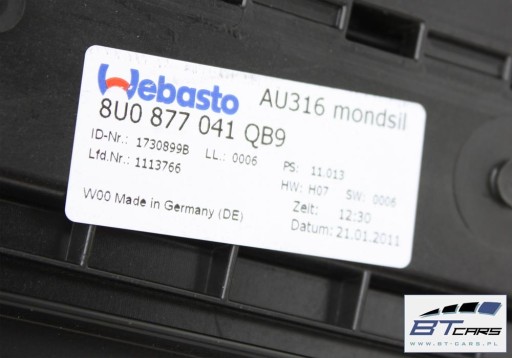 Webasto AU316 mondsil
8U0 877 041 QB9
ID-Nr.: 1730899B LL.: 0006 PS: 11.013
Lfd.Nr.: 1113766 HW: H07 SW: 0006
Zeit: 12:30
W00 Made in Germany (DE) Datum: 21.01.2011
BT CARS
WWW.BT-CARS.PL